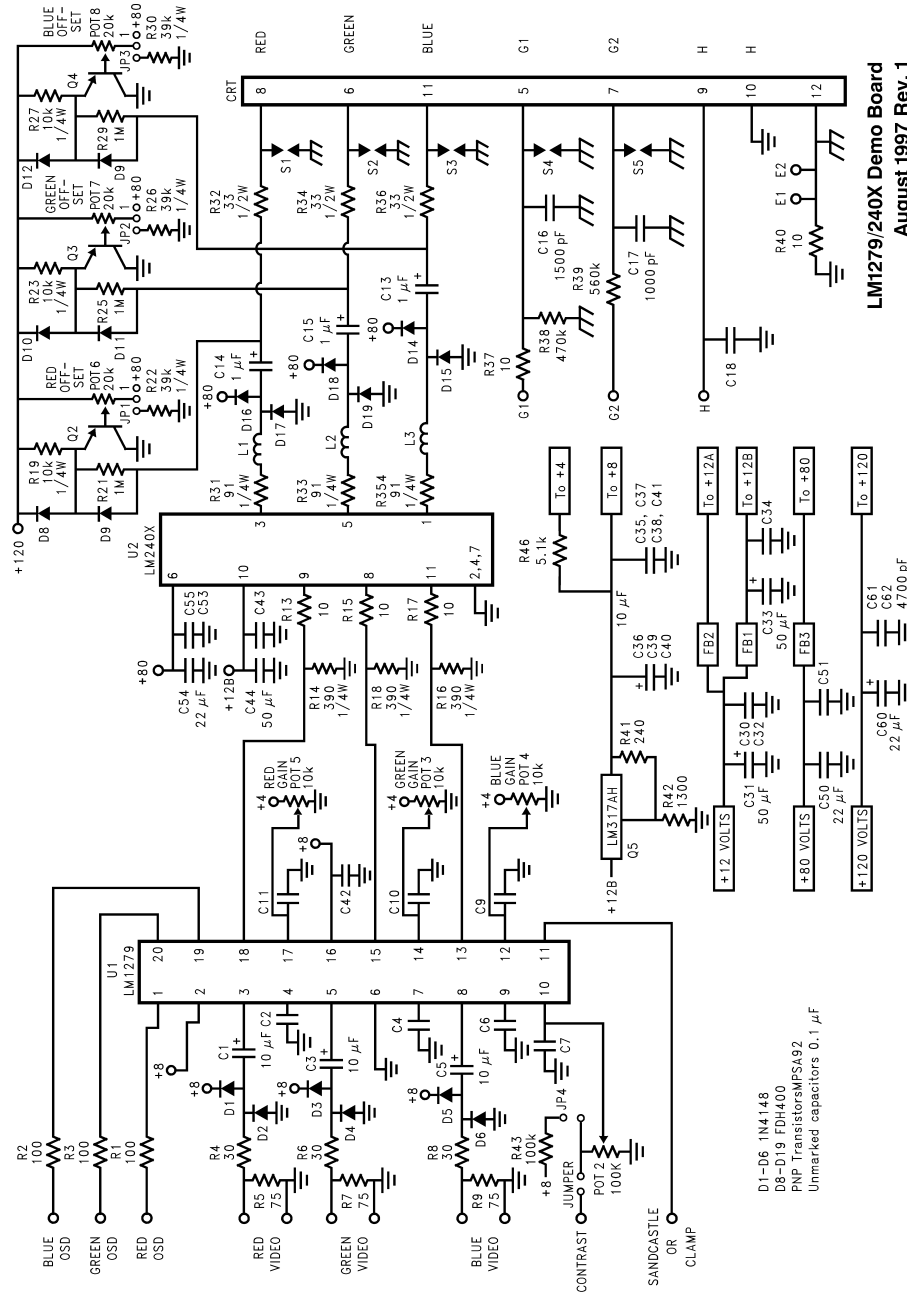 BLUE
OSD
GREEN
OSD
RED
OSD
R2
100
R3
100
R1
100
RED
VIDEO
GREEN
VIDEO
BLUE
VIDEO
CONTRAST
SANDCASTLE
OR
CLAMP
R5
75
R4
30
D2
D1
+8
C1
+
10 µF
R7
75
R6
30
D4
D3
+8
C3
+
10 µF
R9
75
R8
30
D6
D5
+8
C5
+
10 µF
+8
C2
C4
C6
C7
R43
100k
+8
JP4
JUMPER
POT 2
100K
U1
LM1279
1
2
3
4
5
6
7
8
9
10
20
19
18
17
16
15
14
13
12
11
C11
+4
RED
GAIN
POT 5
10k
+8
C42
C10
+4
GREEN
GAIN
POT 3
10k
C9
+4
BLUE
GAIN
POT 4
10k
R14
390
1/4W
R18
390
1/4W
R16
390
1/4W
R13
10
R15
10
R17
10
+80
C54
22 µF
C55
C53
+12B
C44
50 µF
C43
U2
LM240X
6
10
9
8
11
2,4,7
3
5
1
+120
D8
D9
R19
10k
1/4W
R21
1M
Q2
RED
OFF-
SET
POT6
20k
1
+80
JP1
R22
39k
1/4W
D10
D11
R23
10k
1/4W
R25
1M
Q3
GREEN
OFF-
SET
POT7
20k
1
+80
JP2
R26
39k
1/4W
D12
D9
R27
10k
1/4W
R29
1M
Q4
BLUE
OFF-
SET
POT8
20k
1
+80
JP3
R30
39k
1/4W
R31
91
1/4W
L1
D17
D16
+80
C14
1 µF
+
R33
91
1/4W
L2
D19
D18
+80
C15
1 µF
+
R354
91
1/4W
L3
D15
D14
+80
C13
1 µF
+
R32
33
1/2W
S1
R34
33
1/2W
S2
R36
33
1/2W
S3
CRT
8
6
11
5
7
9
10
12
RED
GREEN
BLUE
G1
G2
H
H
G1
R37
10
R38
470k
C16
1500 pF
S4
G2
R39
560k
C17
1000 pF
S5
H
C18
R40
10
E1
E2
+12B
LM317AH
Q5
R41
240
R42
1300
+
C36
C39
C40
10 µF
C35, C37
C38, C41
R46
5.1k
To +4
To +8
+12 VOLTS
+
C31
50 µF
C30
C32
FB2
FB1
+
C33
50 µF
C34
To +12A
To +12B
+80 VOLTS
C50
22 µF
C51
FB3
To +80
+120 VOLTS
+
C60
22 µF
C61
C62
4700 pF
To +120
D1-D6 1N4148
D8-D19 FDH400
PNP TransistorsMPSA92
Unmarked capacitors 0.1 µF
LM1279/240X Demo Board
August 1997 Rev. 1